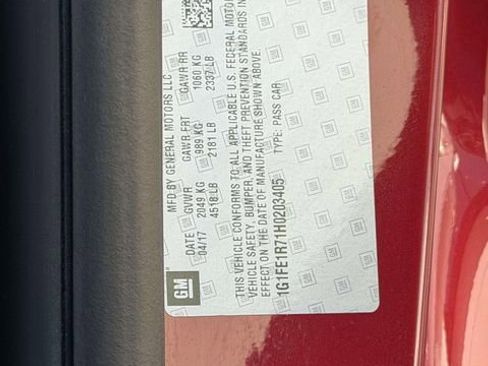 GM
MFD BY GENERAL MOTORS LLC
DATE GVWR GAWR FRT GAWR RR
04/17 2049 KG 989 KG 1060 KG
4518 LB 2181 LB 2337 LB
THIS VEHICLE CONFORMS TO ALL APPLICABLE U.S. FEDERAL MOTOR
VEHICLE SAFETY, BUMPER, AND THEFT PREVENTION STANDARDS IN
EFFECT ON THE DATE OF MANUFACTURE SHOWN ABOVE.
1G1FE1R71H0203405 TYPE: PASS CAR